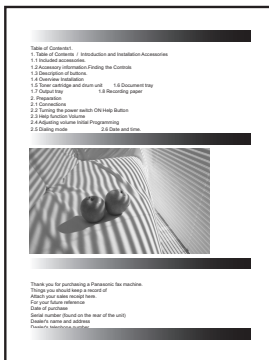 Table of Contents1.
1. Table of Contents / Introduction and Installation Accessories
1.1 Included accessories.
1.2 Accessory information.Finding the Controls
1.3 Description of buttons.
1.4 Overview Installation
1.5 Toner cartridge and drum unit 1.6 Document tray
1.7 Output tray 1.8 Recording paper
2. Preparation
2.1 Connections
2.2 Turning the power switch ON Help Button
2.3 Help function Volume
2.4 Adjusting volume Initial Programming
2.5 Dialing mode 2.6 Date and time.
Thank you for purchasing a Panasonic fax machine
Things you should keep a record of
Attach your sales receipt here
For your future reference
Date of purchase
Serial number (found on the rear of the unit)
Dealer's name and address
Dealer's telephone number